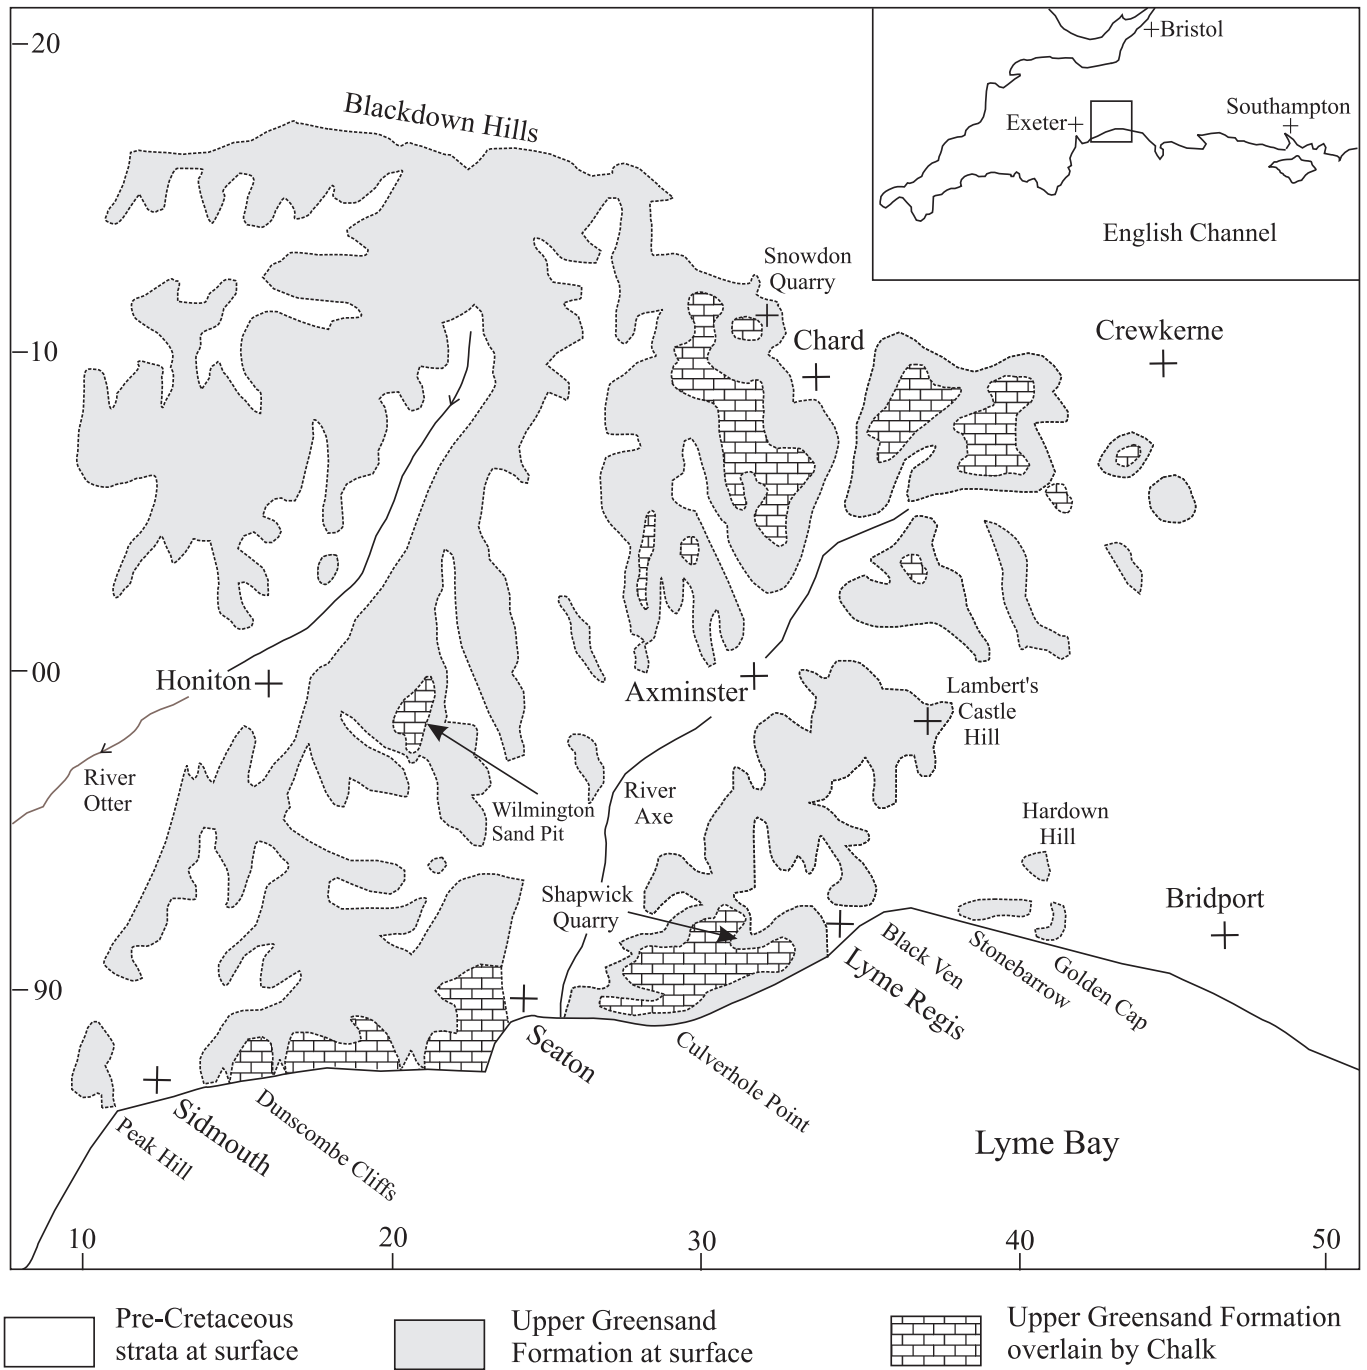 20
Blackdown Hills
+Bristol
Exeter+
Southampton
English Channel
Snowdon
Quarry
10
Chard
Crewkerne
00
Honiton
Axminster
Lambert's
Castle
Hill
River
Otter
Wilmington
Sand Pit
River
Axe
Hardown
Hill
Shapwick
Quarry
Bridport
90
Black Ven
Stonebarrow
Golden Cap
Lyme Regis
Seaton
Culverhole Point
Dunscombe Cliffs
Sidmouth
Peak Hill
Lyme Bay
10
20
30
40
50
Pre-Cretaceous
strata at surface
Upper Greensand
Formation at surface
Upper Greensand Formation
overlain by Chalk